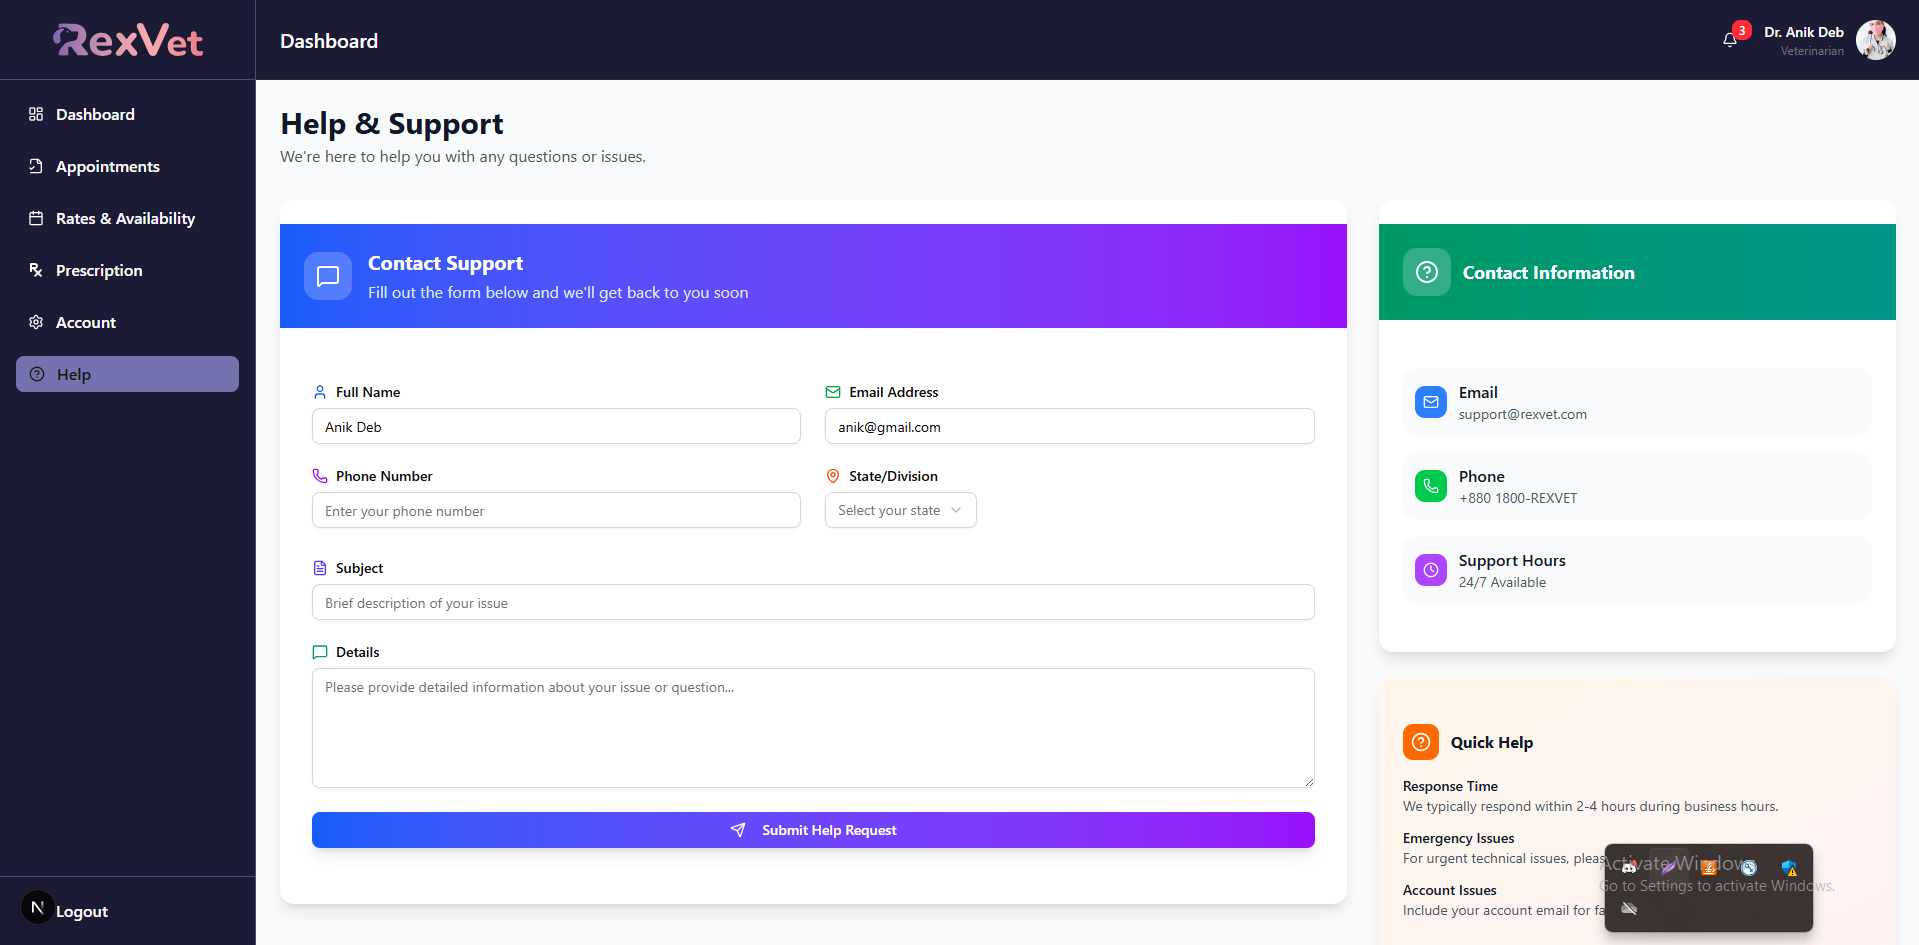 RexVet
Dashboard
3
Dr. Anik Deb
Veterinarian
Dashboard
Appointments
Rates & Availability
Prescription
Account
Help
N
Logout
Help & Support
We're here to help you with any questions or issues.
Contact Support
Fill out the form below and we'll get back to you soon
Full Name
Anik Deb
Email Address
anik@gmail.com
Phone Number
Enter your phone number
State/Division
Select your state
Subject
Brief description of your issue
Details
Please provide detailed information about your issue or question...
Submit Help Request
Contact Information
Email
support@rexvet.com
Phone
+880 1800-REXVET
Support Hours
24/7 Available
Quick Help
Response Time
We typically respond within 2-4 hours during business hours.
Emergency Issues
For urgent technical issues,
Account Issues
Include your account email for
Activate Windows
Go to Settings to activate Windows.